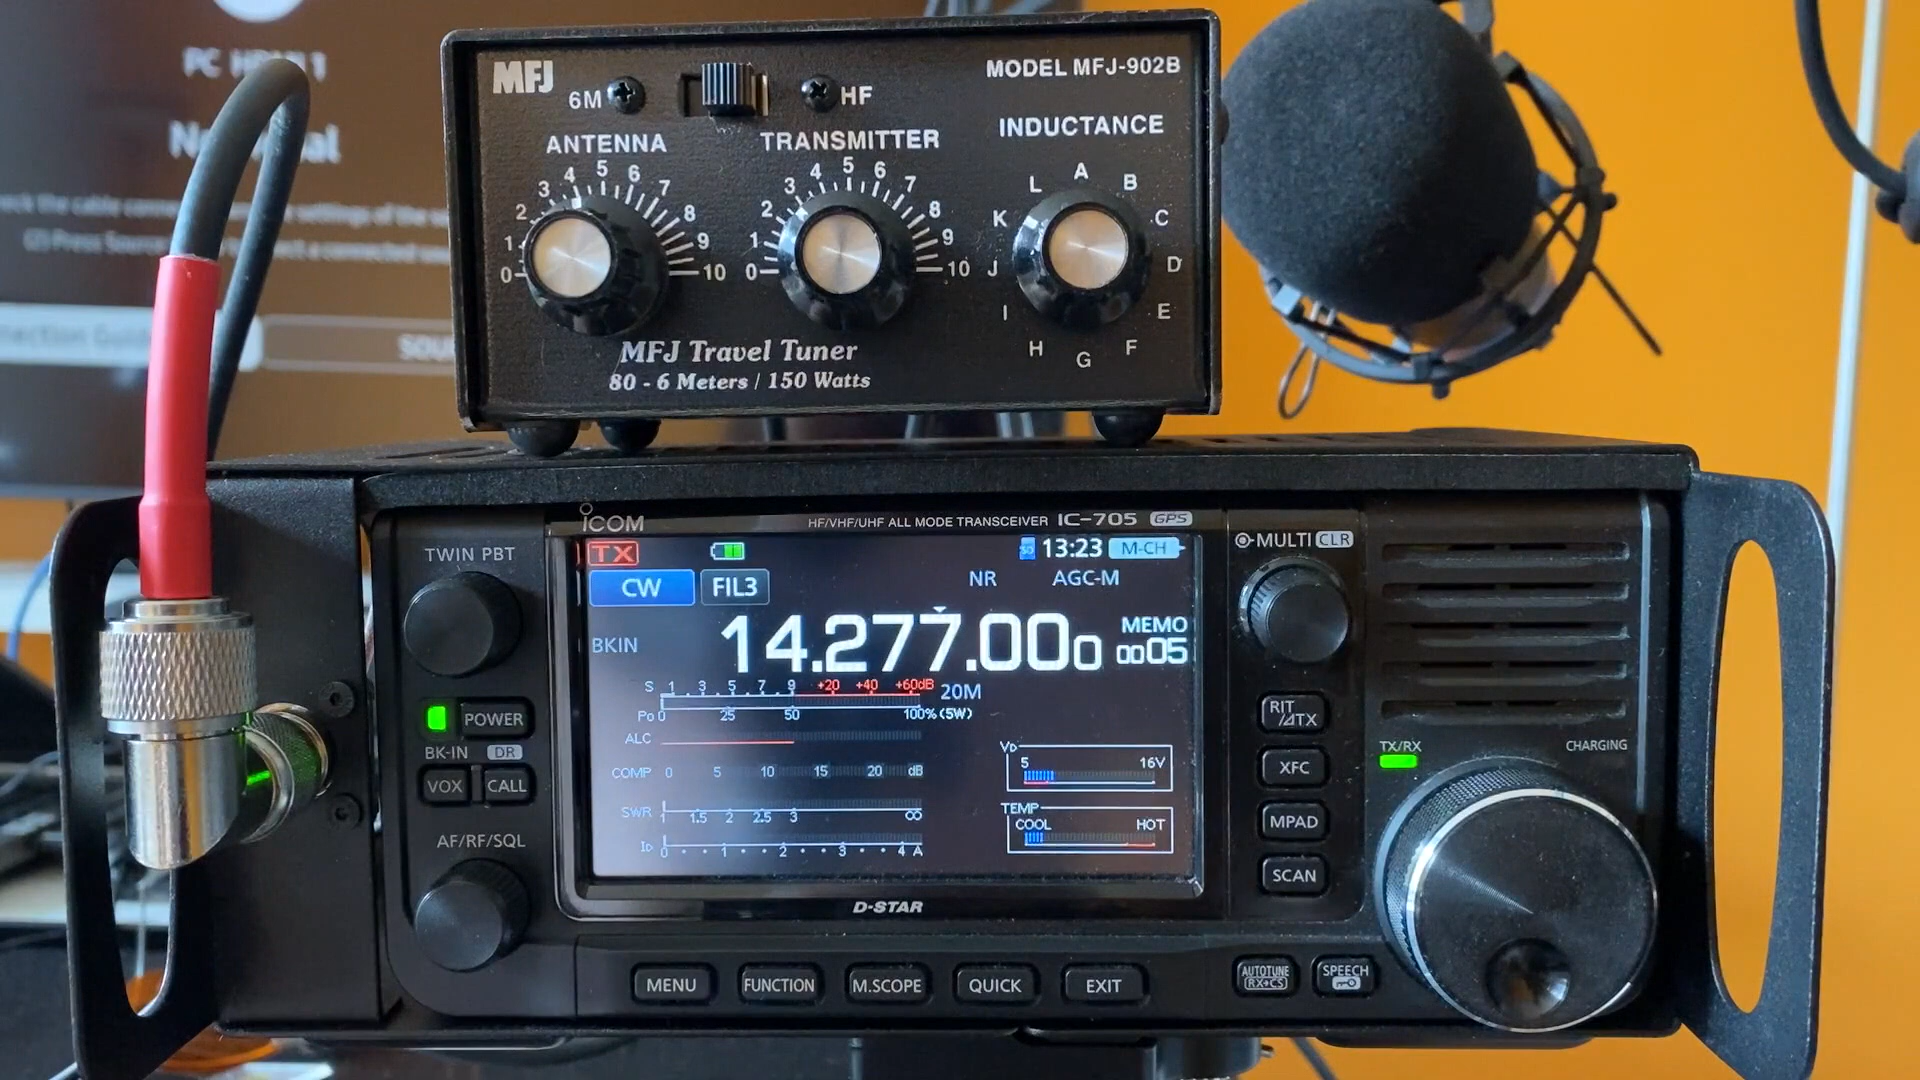 PC
MFJ
MODEL MFJ-902B
6M
HF
ANTENNA
TRANSMITTER
INDUCTANCE
0 1 2 3 4 5 6 7 8 9 10
0 1 2 3 4 5 6 7 8 9 10
A B C D E F G H I J K L
MFJ Travel Tuner
80 - 6 Meters / 150 Watts
ICOM
HF/VHF/UHF ALL MODE TRANSCEIVER IC-705 GPS
TWIN PBT
POWER
BK-IN DR
VOX CALL
AF/RF/SQL
TX
13:23 M-CH
CW FIL3
NR AGC-M
BKIN
14.277.000
MEMO
0005
S 1 3 5 7 9 +20 +40 +60dB
20M
Po 0 25 50 100% (5W)
ALC
COMP 0 5 10 15 20 dB
SWR 1 1.5 2 2.5 3 ∞
ID 0 1 2 3 4 A
VD
5 16V
TEMP
COOL HOT
D-STAR
MULTI CLR
RIT/⊿TX
XFC
MPAD
SCAN
TX/RX
CHARGING
MENU FUNCTION M.SCOPE QUICK EXIT
AUTOTUNE
RX→CS
SPEECH